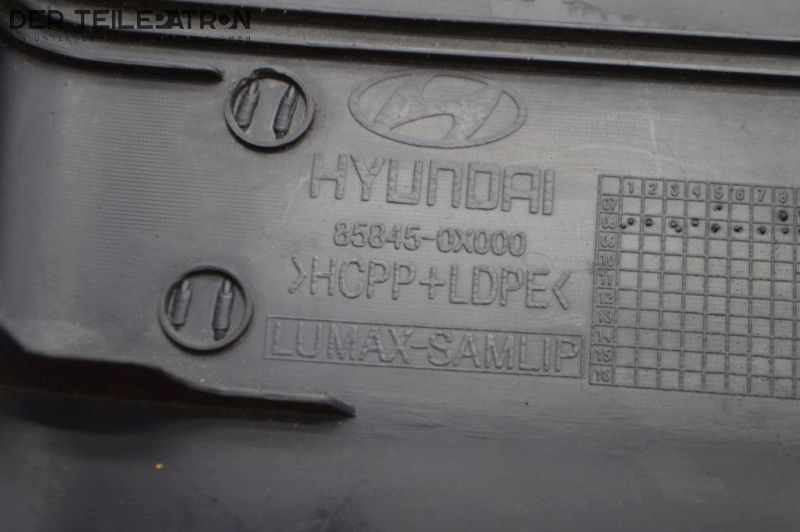 DER TEILEPATRON
HYUNDAI
85845-0X000
>HCPP+LDPE<
LUMAX-SAMLIP
1 2 3 4 5 6 7 8
07
08
09
10
11
12
13
14
15
16